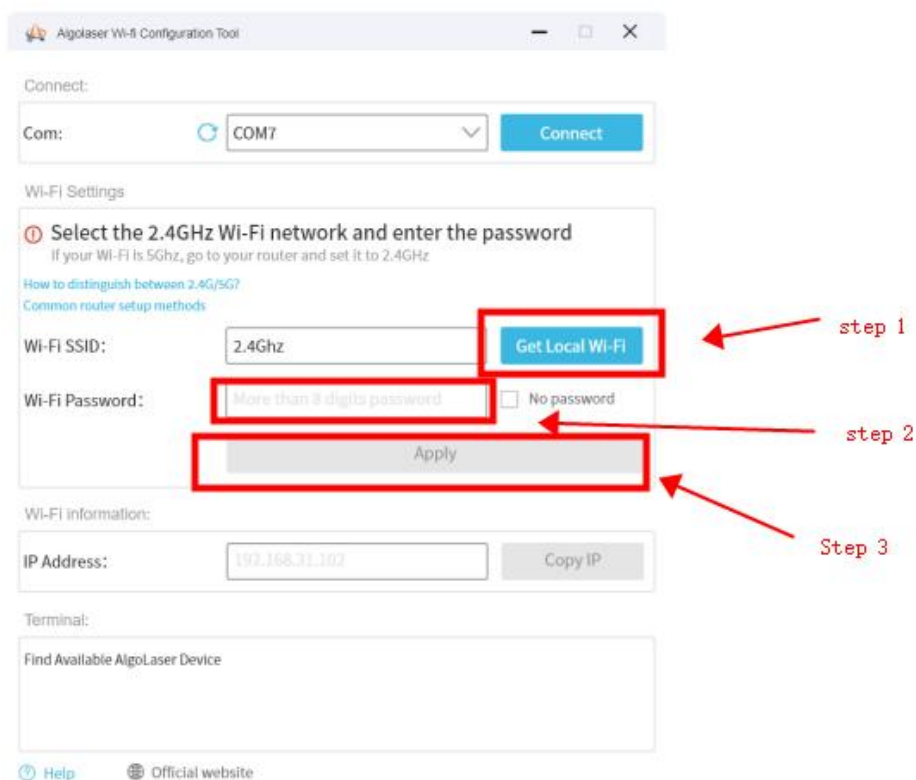 Algolaser Wi-fi Configuration Tool
Connect:
Com:
COM7
Connect
Wi-Fi Settings
Select the 2.4GHz Wi-Fi network and enter the password
If your Wi-Fi is 5Ghz, go to your router and set it to 2.4GHz
How to distinguish between 2.4G/5G?
Common router setup methods
Wi-Fi SSID:
2.4Ghz
Get Local Wi-Fi
step 1
Wi-Fi Password:
More than 8 digits password
No password
step 2
Apply
Step 3
Wi-Fi information:
IP Address:
192.168.31.102
Copy IP
Terminal:
Find Available AlgoLaser Device
Help
Official website